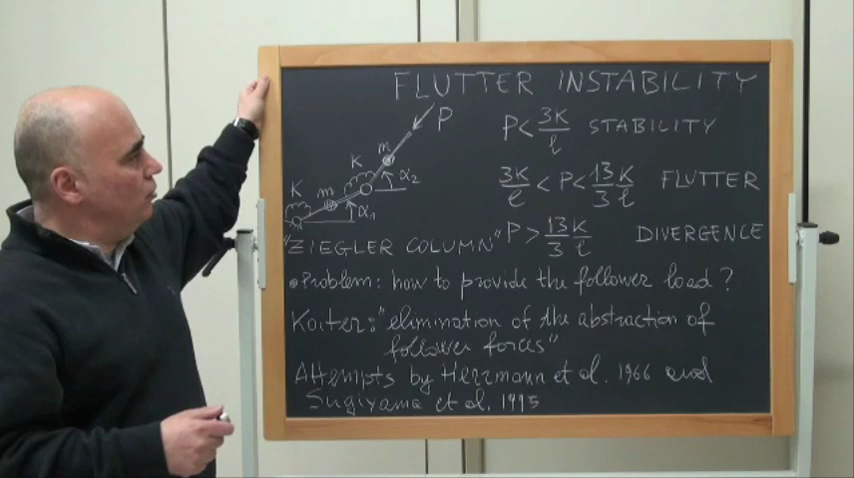 FLUTTER INSTABILITY
P
m
K
α2
K
m
α1
P < 3K/l STABILITY
3K/l < P < 13/3 K/l FLUTTER
"ZIEGLER COLUMN" P > 13/3 K/l DIVERGENCE
• Problem: how to provide the follower load?
Koiter: "elimination of the abstraction of
follower forces"
Attempts by Herrmann et al. 1966 and
Sugiyama et al. 1995